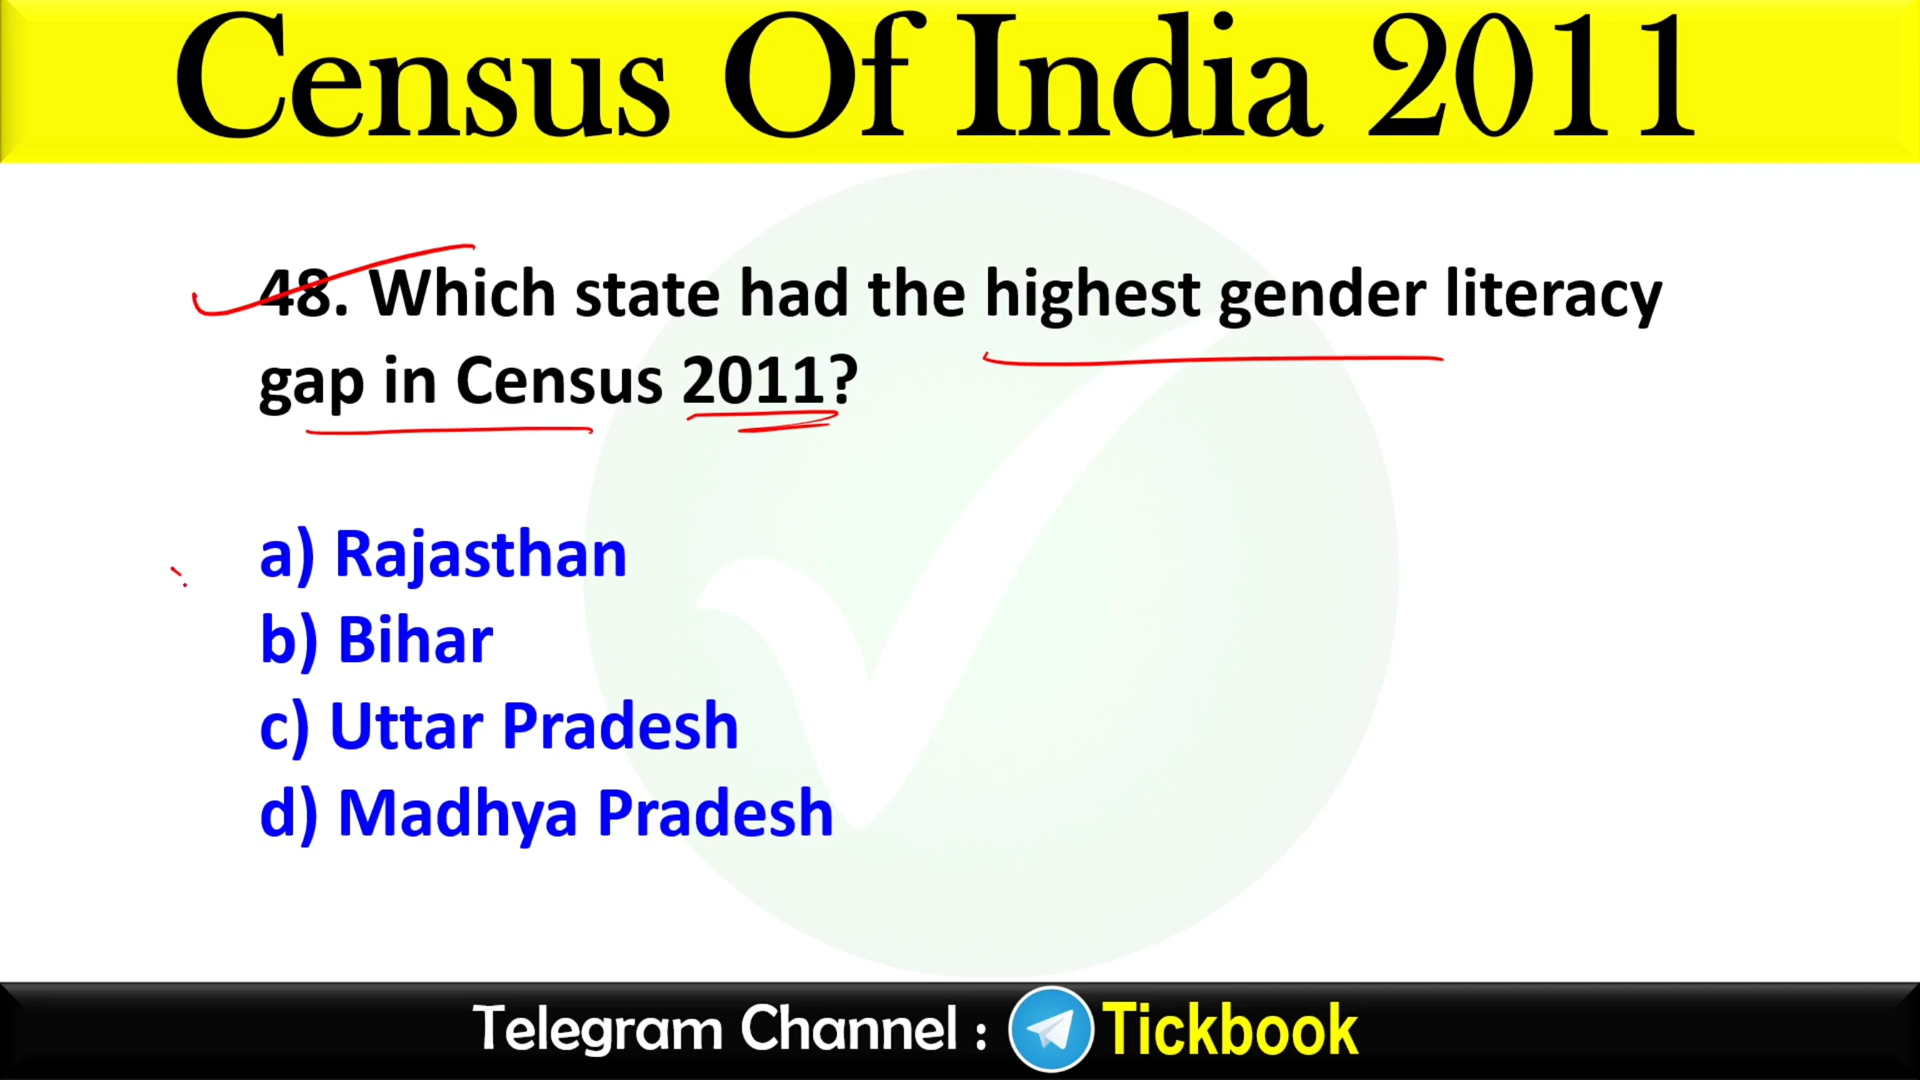 Census Of India 2011
48. Which state had the highest gender literacy
gap in Census 2011?
a) Rajasthan
b) Bihar
c) Uttar Pradesh
d) Madhya Pradesh
Telegram Channel : Tickbook